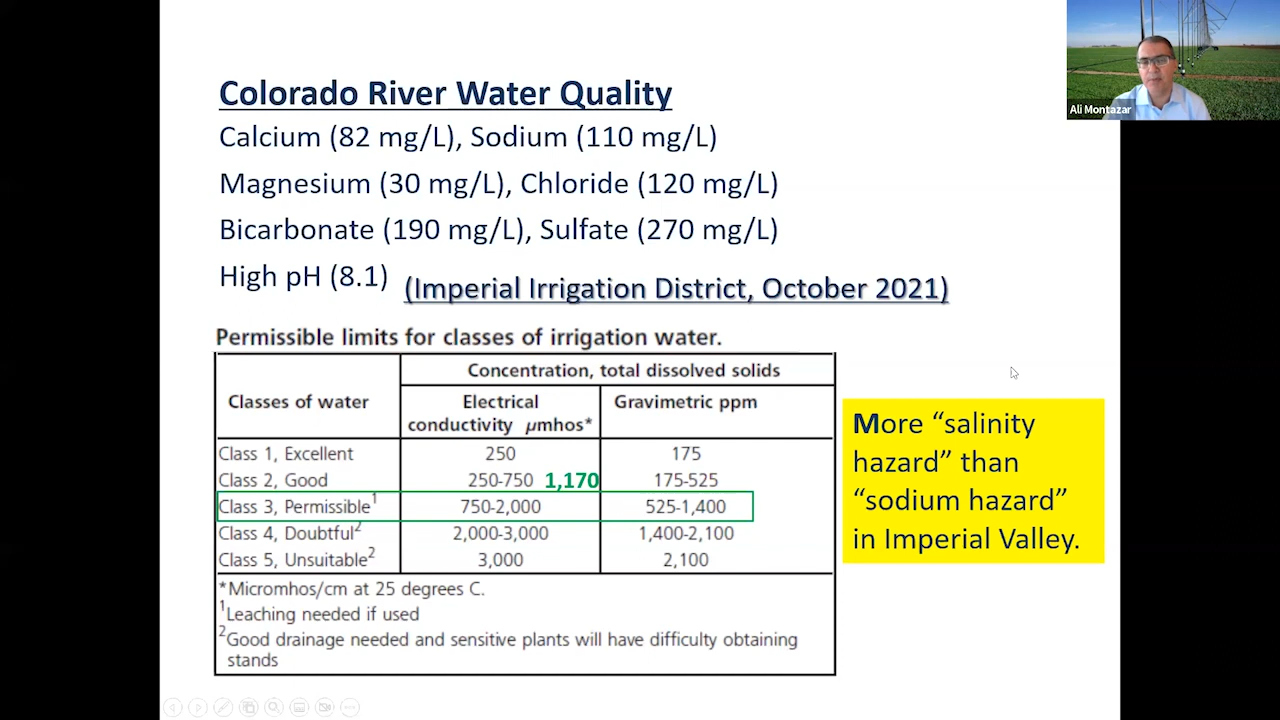 Colorado River Water Quality
Calcium (82 mg/L), Sodium (110 mg/L)
Magnesium (30 mg/L), Chloride (120 mg/L)
Bicarbonate (190 mg/L), Sulfate (270 mg/L)
High pH (8.1) (Imperial Irrigation District, October 2021)
Ali Montazar
Permissible limits for classes of irrigation water.
Classes of water
Concentration, total dissolved solids
Electrical
conductivity µmhos*
Gravimetric ppm
Class 1, Excellent 250 175
Class 2, Good 250-750 1,170 175-525
Class 3, Permissible¹ 750-2,000 525-1,400
Class 4, Doubtful² 2,000-3,000 1,400-2,100
Class 5, Unsuitable² 3,000 2,100
*Micromhos/cm at 25 degrees C.
¹Leaching needed if used
²Good drainage needed and sensitive plants will have difficulty obtaining
stands
More “salinity
hazard” than
“sodium hazard”
in Imperial Valley.